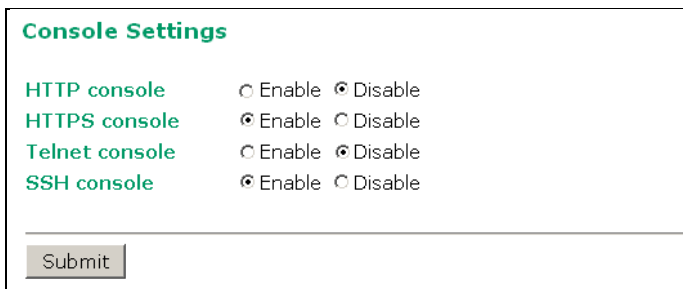 Console Settings
HTTP console Enable Disable
HTTPS console Enable Disable
Telnet console Enable Disable
SSH console Enable Disable
Submit